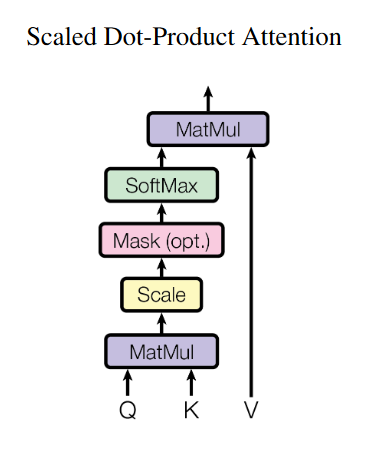 Scaled Dot-Product Attention
MatMul
SoftMax
Mask (opt.)
Scale
MatMul
Q K V